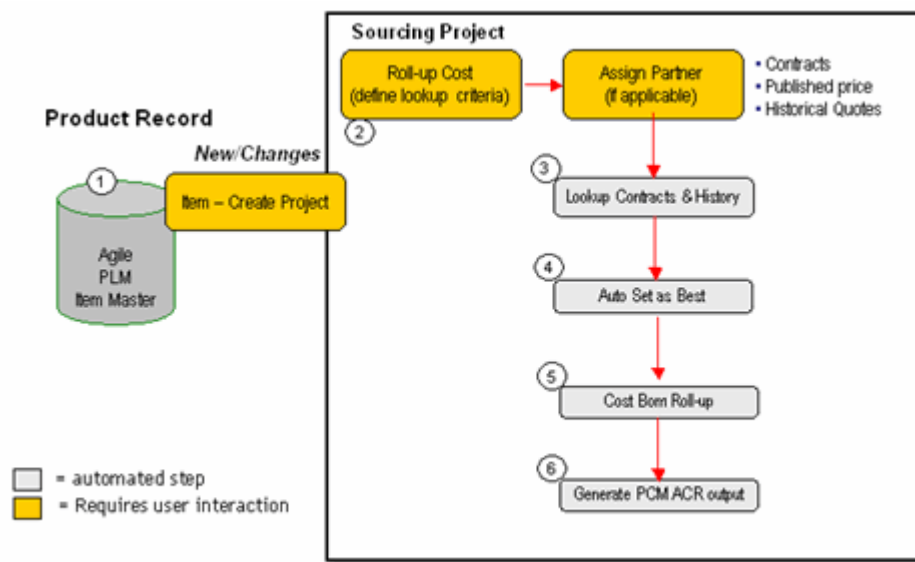 Sourcing Project
Roll-up Cost
(define lookup criteria)
Assign Partner
(if applicable)
• Contracts
• Published price
• Historical Quotes
2
Product Record
New/Changes
1
Item – Create Project
Agile
PLM
Item Master
3
Lookup Contracts & History
4
Auto Set as Best
5
Cost Bom Roll-up
6
Generate PCM ACR output
= automated step
= Requires user interaction